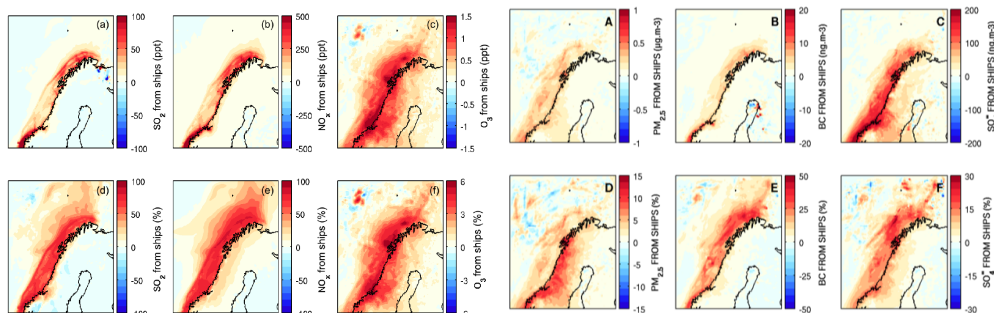 (a)
100
50
0
-50
-100
SO2 from ships (ppt)
(b)
500
250
0
-250
-500
NOx from ships (ppt)
(c)
1.5
1
0.5
0
-0.5
-1
-1.5
O3 from ships (ppt)
A
1
0.5
0
-0.5
-1
PM2.5 FROM SHIPS (µg.m-3)
B
20
10
0
-10
-20
BC FROM SHIPS (ng.m-3)
C
200
100
0
-100
-200
FROM SHIPS (ng.m-3)
(d)
100
50
0
-50
SO2 from ships (%)
(e)
100
50
0
-50
NOx from ships (%)
(f)
6
3
0
-3
O3 from ships (%)
D
15
10
5
0
-5
-10
-15
PM2.5 FROM SHIPS (%)
E
50
25
0
-25
-50
BC FROM SHIPS (%)
F
30
15
0
-15
-30
SO4= FROM SHIPS (%)